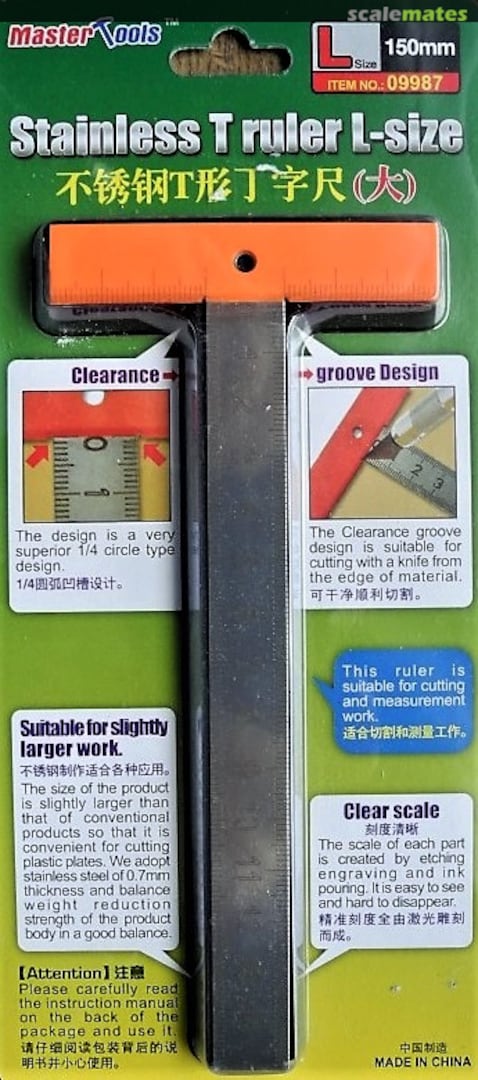 scalemates
Master Tools™
L Size
150mm
ITEM NO.: 09987
Stainless T ruler L-size
不锈钢T形丁字尺(大)
Clearance
groove Design
0
1
2
3
The design is a very
superior 1/4 circle type
design.
1/4圆弧凹槽设计。
The Clearance groove
design is suitable for
cutting with a knife from
the edge of material.
可干净顺利切割。
This ruler is
suitable for cutting
and measurement
work.
适合切割和测量工作。
Suitable for slightly
larger work.
不锈钢制作适合各种应用。
The size of the product
is slightly larger than
that of conventional
products so that it is
convenient for cutting
plastic plates. We adopt
stainless steel of 0.7mm
thickness and balance
weight reduction
strength of the product
body in a good balance.
Clear scale
刻度清晰
The scale of each part
is created by etching
engraving and ink
pouring. It is easy to see
and hard to disappear.
精准刻度全由激光雕刻
而成。
【Attention】注意
Please carefully read
the instruction manual
on the back of the
package and use it.
请仔细阅读包装背后的说
明书并小心使用。
中国制造
MADE IN CHINA